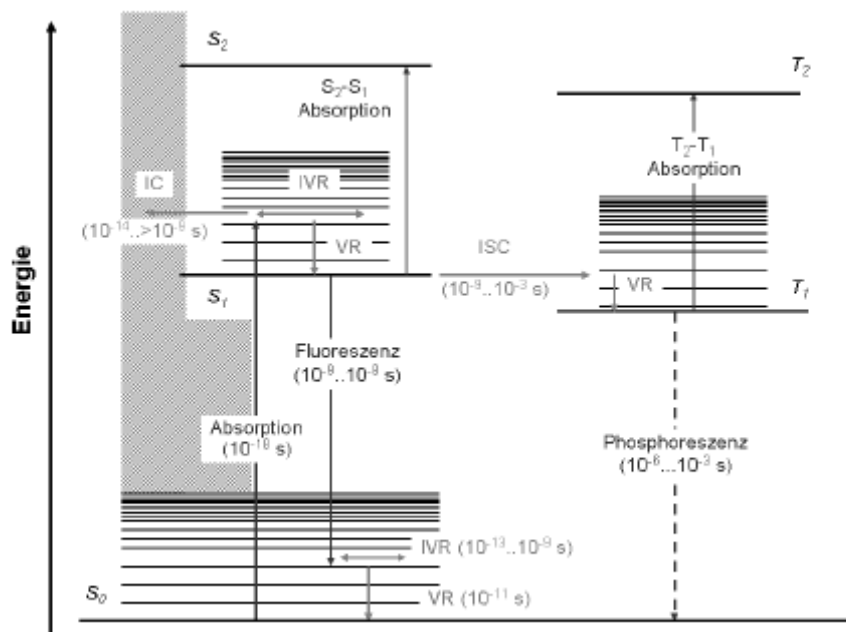 Energie
S₂
T₂
S₂-S₁
Absorption
T₂-T₁
Absorption
IC
IVR
(10⁻¹⁴..>10⁻⁹ s)
VR
ISC
(10⁻⁹..10⁻³ s)
VR
S₁
T₁
Fluoreszenz
(10⁻⁹..10⁻⁹ s)
Absorption
(10⁻¹⁸ s)
Phosphoreszenz
(10⁻⁶...10⁻³ s)
IVR (10⁻¹³..10⁻⁹ s)
VR (10⁻¹¹ s)
S₀